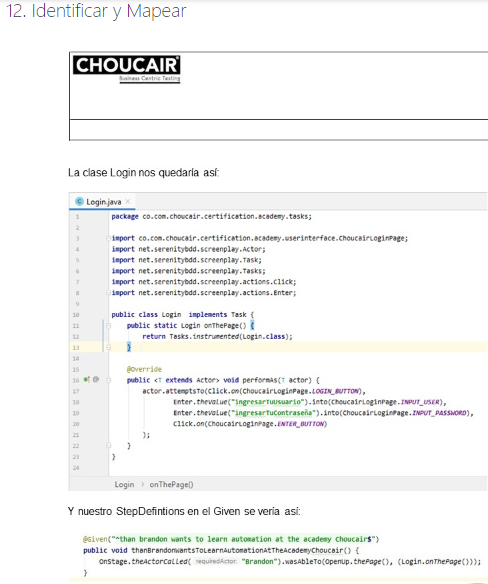 12. Identificar y Mapear
CHOUCAIR
Business Centric Testing
La clase Login nos quedaría así:
Login.java ×
1 package co.com.choucair.certification.academy.tasks;
2
3 import co.com.choucair.certification.academy.userinterface.ChoucairLoginPage;
4 import net.serenitybdd.screenplay.Actor;
5 import net.serenitybdd.screenplay.Task;
6 import net.serenitybdd.screenplay.Tasks;
7 import net.serenitybdd.screenplay.actions.Click;
8 import net.serenitybdd.screenplay.actions.Enter;
9
10 public class Login implements Task {
11 public static Login onThePage() {
12 return Tasks.instrumented(Login.class);
13 }
14
15 @Override
16 public <T extends Actor> void performAs(T actor) {
17 actor.attemptsTo(Click.on(ChoucairLoginPage.LOGIN_BUTTON),
18 Enter.theValue("ingresarTuUsuario").into(ChoucairLoginPage.INPUT_USER),
19 Enter.theValue("ingresarTuContraseña").into(ChoucairLoginPage.INPUT_PASSWORD),
20 Click.on(ChoucairLoginPage.ENTER_BUTTON)
21 );
22 }
23 }
24
Login › onThePage()
Y nuestro StepDefintions en el Given se vería así:
@Given("^than brandon wants to learn automation at the academy Choucair$")
public void thanBrandonWantsToLearnAutomationAtTheAcademyChoucair() {
OnStage.theActorCalled( requiredActor: "Brandon").wasAbleTo(OpenUp.thePage(), (Login.onThePage()));
}